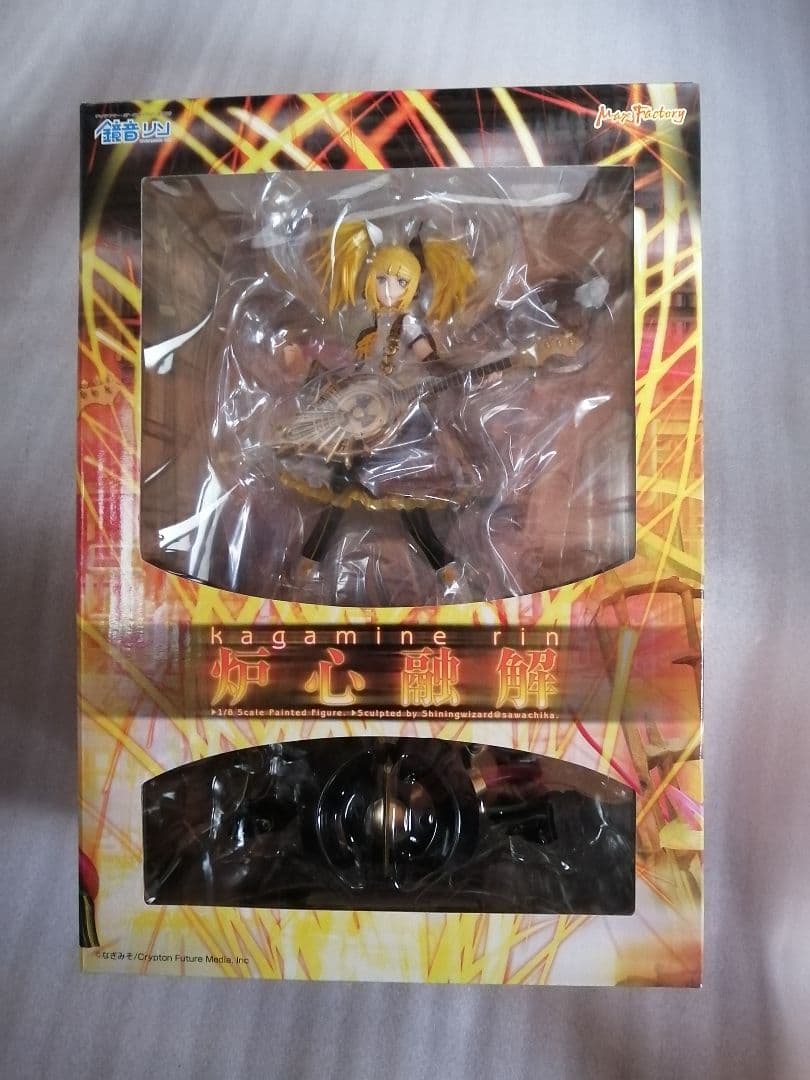 鏡音リン
Max Factory
kagamine rin
炉心融解
▶1/8 Scale Painted Figure. ▶Sculpted by Shiningwizard@sawachika.
©なぎみそ/Crypton Future Media, Inc